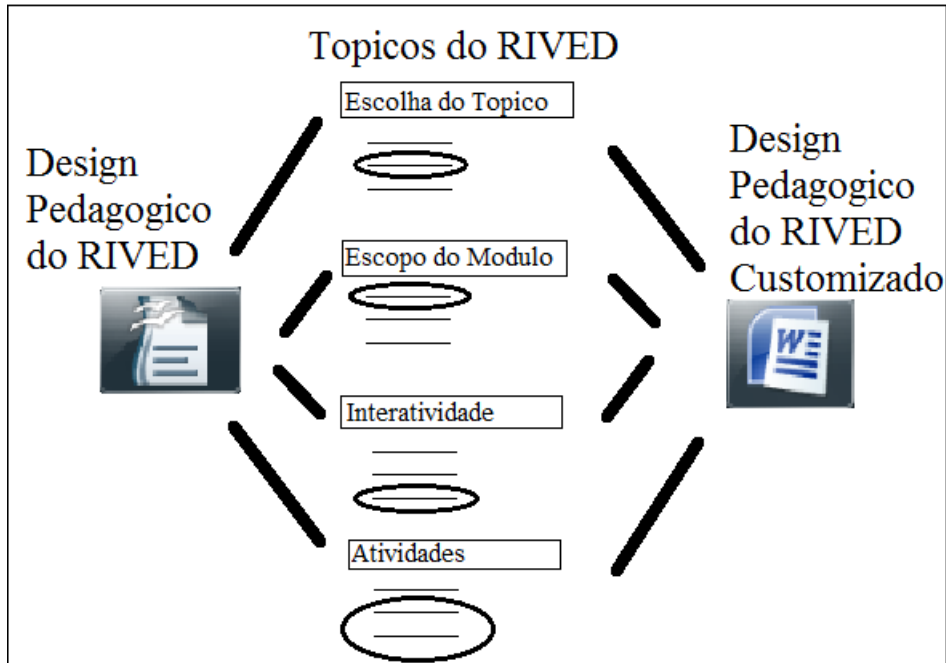 Topicos do RIVED
Escolha do Topico
Design
Pedagogico
do RIVED
Design
Pedagogico
do RIVED
Customizado
Escopo do Modulo
W
Interatividade
Atividades